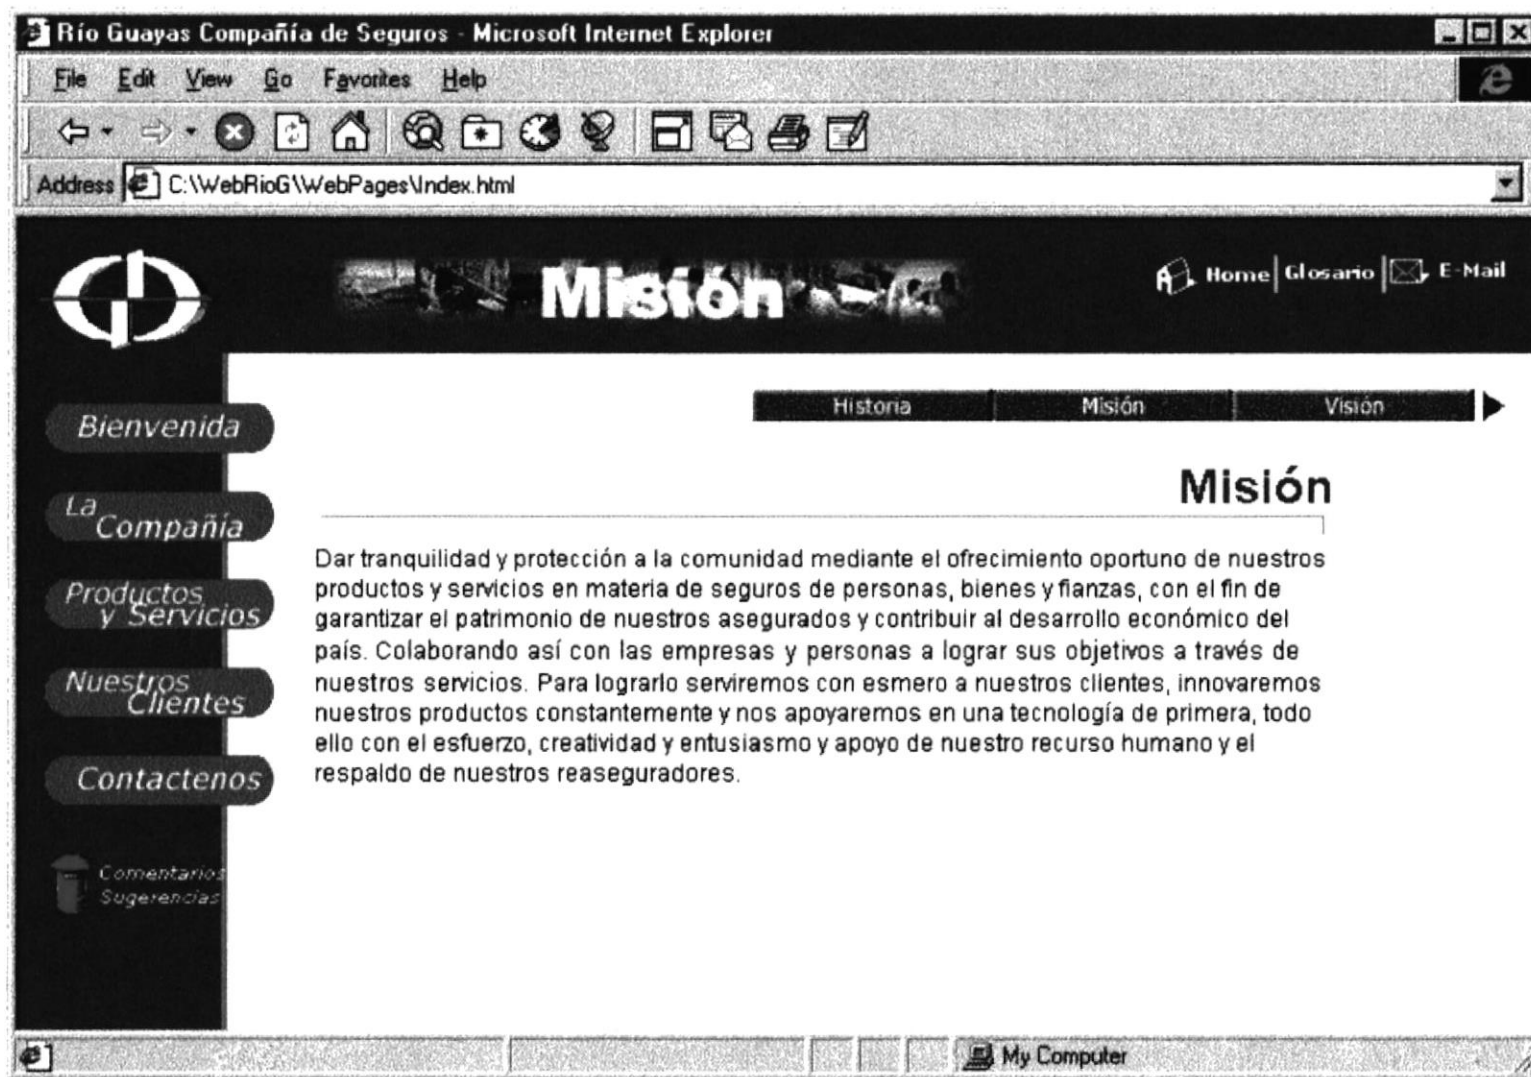 Río Guayas Compañía de Seguros - Microsoft Internet Explorer
File Edit View Go Favorites Help
Address C:\WebRioG\WebPages\Index.html
Misión
Home Glosario E-Mail
Historia Misión Visión
Bienvenida
La
Compañía
Productos
y Servicios
Nuestros
Clientes
Contactenos
Comentarios
Sugerencias
Misión
Dar tranquilidad y protección a la comunidad mediante el ofrecimiento oportuno de nuestros
productos y servicios en materia de seguros de personas, bienes y fianzas, con el fin de
garantizar el patrimonio de nuestros asegurados y contribuir al desarrollo económico del
país. Colaborando así con las empresas y personas a lograr sus objetivos a través de
nuestros servicios. Para lograrlo serviremos con esmero a nuestros clientes, innovaremos
nuestros productos constantemente y nos apoyaremos en una tecnología de primera, todo
ello con el esfuerzo, creatividad y entusiasmo y apoyo de nuestro recurso humano y el
respaldo de nuestros reaseguradores.
My Computer